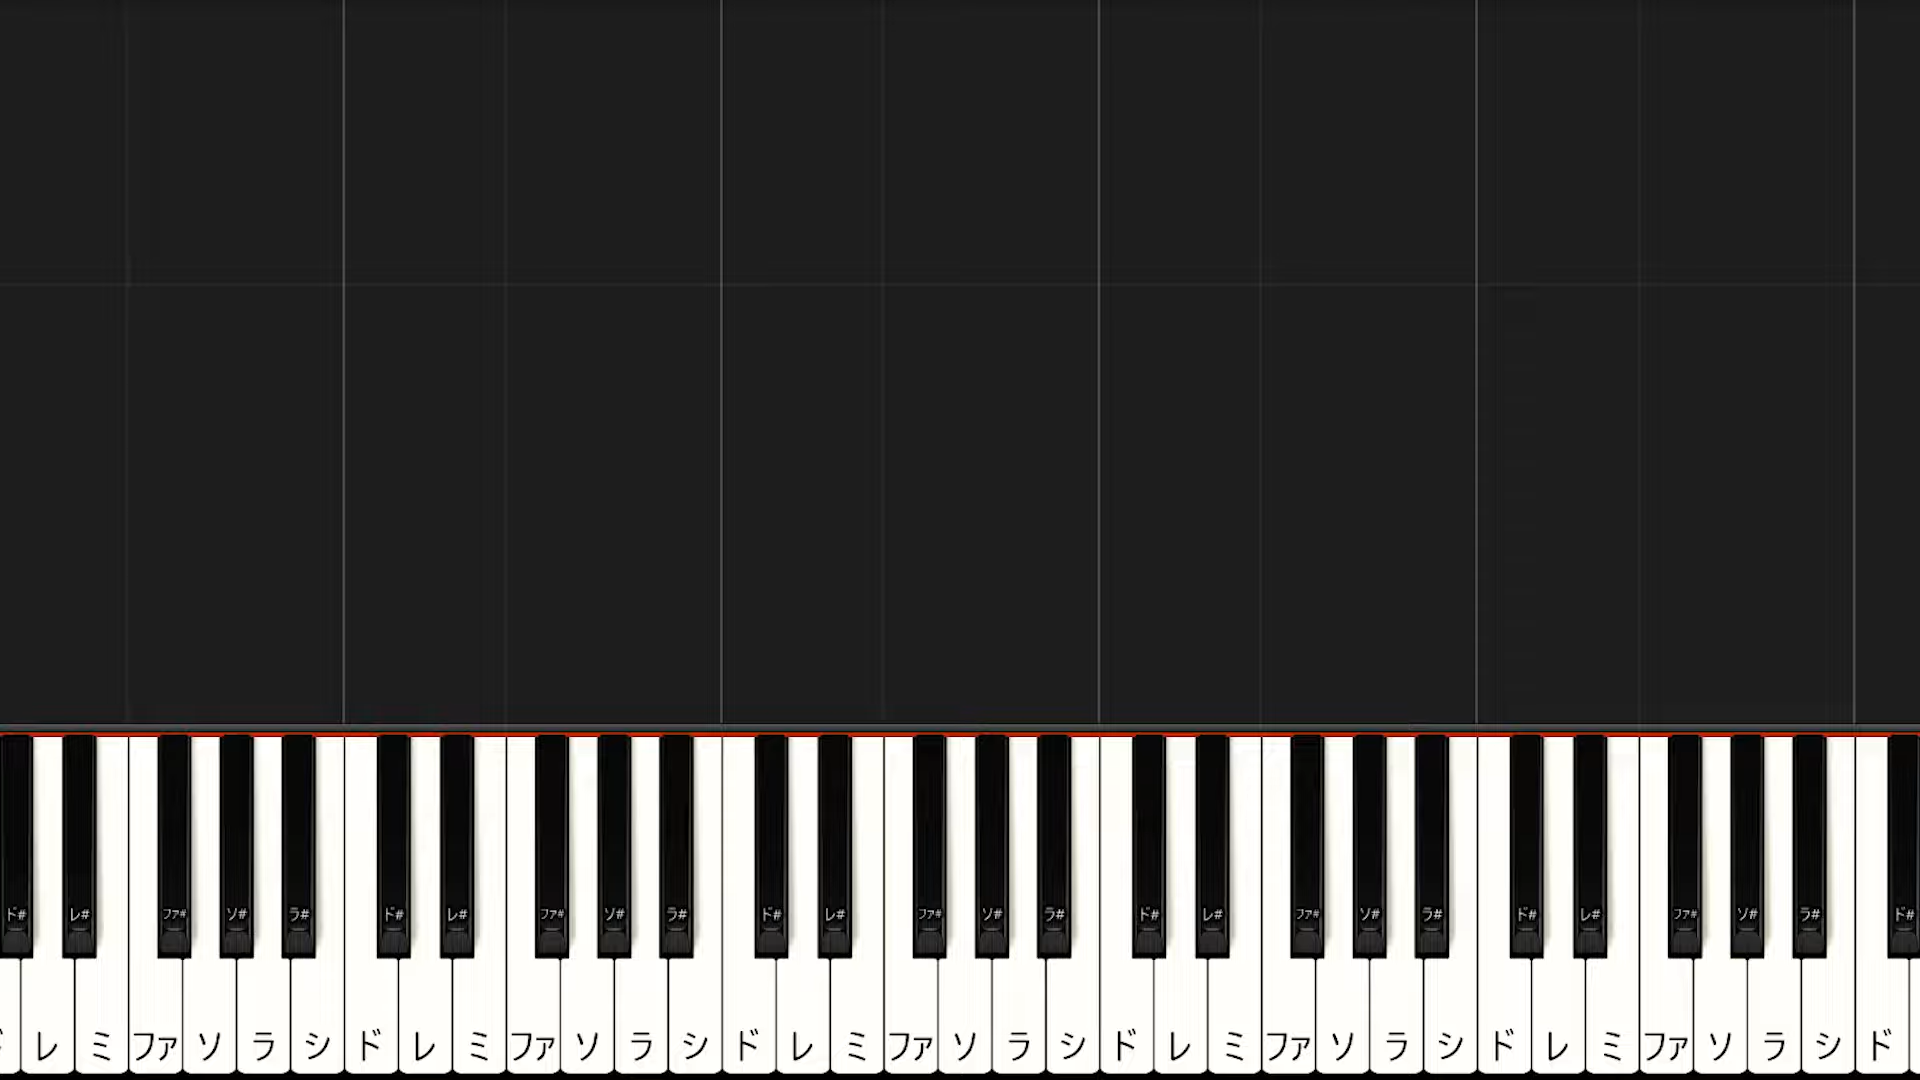 ド# レ# ファ# ソ# ラ# ド# レ# ファ# ソ# ラ# ド# レ# ファ# ソ# ラ# ド# レ# ファ# ソ# ラ# ド# レ# ファ# ソ# ラ# ド#
レ ミ ファ ソ ラ シ ド レ ミ ファ ソ ラ シ ド レ ミ ファ ソ ラ シ ド レ ミ ファ ソ ラ シ ド レ ミ ファ ソ ラ シ ド